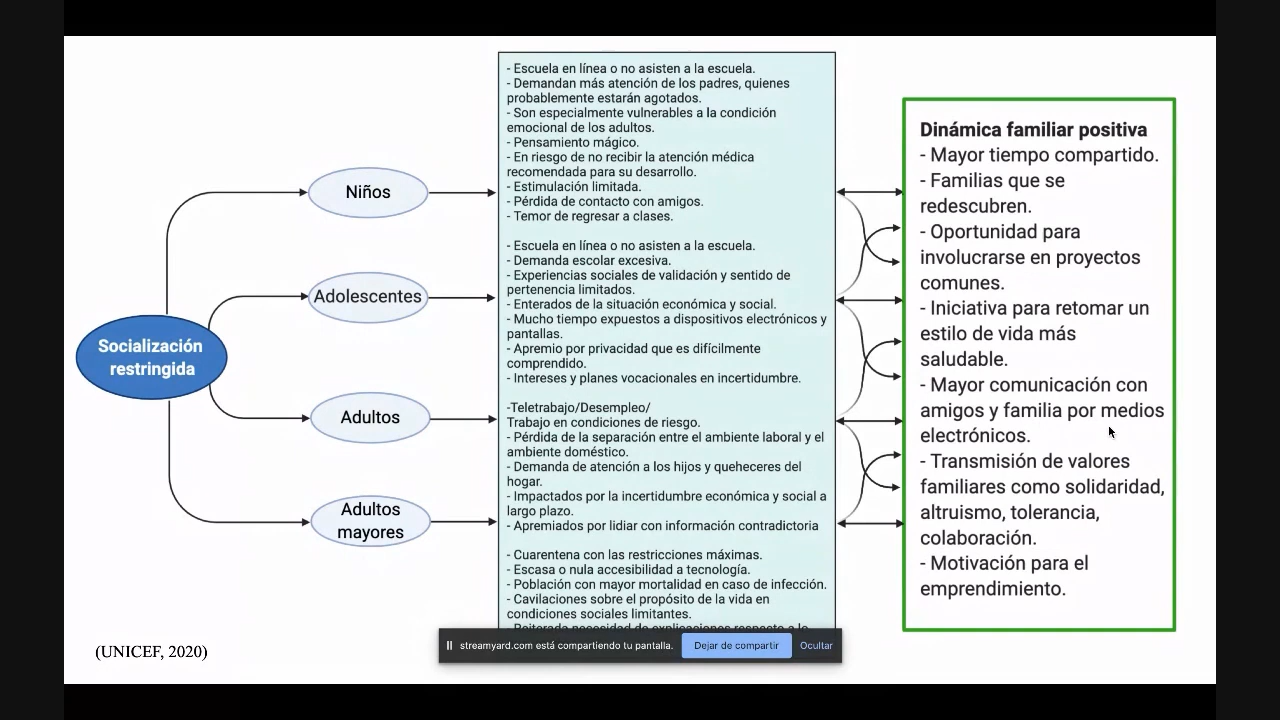 Socialización
restringida
Niños
Adolescentes
Adultos
Adultos
mayores
- Escuela en línea o no asisten a la escuela.
- Demandan más atención de los padres, quienes
probablemente estarán agotados.
- Son especialmente vulnerables a la condición
emocional de los adultos.
- Pensamiento mágico.
- En riesgo de no recibir la atención médica
recomendada para su desarrollo.
- Estimulación limitada.
- Pérdida de contacto con amigos.
- Temor de regresar a clases.
- Escuela en línea o no asisten a la escuela.
- Demanda escolar excesiva.
- Experiencias sociales de validación y sentido de
pertenencia limitados.
- Enterados de la situación económica y social.
- Mucho tiempo expuestos a dispositivos electrónicos y
pantallas.
- Apremio por privacidad que es difícilmente
comprendido.
- Intereses y planes vocacionales en incertidumbre.
-Teletrabajo/Desempleo/
Trabajo en condiciones de riesgo.
- Pérdida de la separación entre el ambiente laboral y el
ambiente doméstico.
- Demanda de atención a los hijos y quehaceres del
hogar.
- Impactados por la incertidumbre económica y social a
largo plazo.
- Apremiados por lidiar con información contradictoria
- Cuarentena con las restricciones máximas.
- Escasa o nula accesibilidad a tecnología.
- Población con mayor mortalidad en caso de infección.
- Cavilaciones sobre el propósito de la vida en
condiciones sociales limitantes.
- Reiterada necesidad de explicaciones respecto a lo
Dinámica familiar positiva
- Mayor tiempo compartido.
- Familias que se
redescubren.
- Oportunidad para
involucrarse en proyectos
comunes.
- Iniciativa para retomar un
estilo de vida más
saludable.
- Mayor comunicación con
amigos y familia por medios
electrónicos.
- Transmisión de valores
familiares como solidaridad,
altruismo, tolerancia,
colaboración.
- Motivación para el
emprendimiento.
(UNICEF, 2020)
streamyard.com está compartiendo tu pantalla.
Dejar de compartir
Ocultar